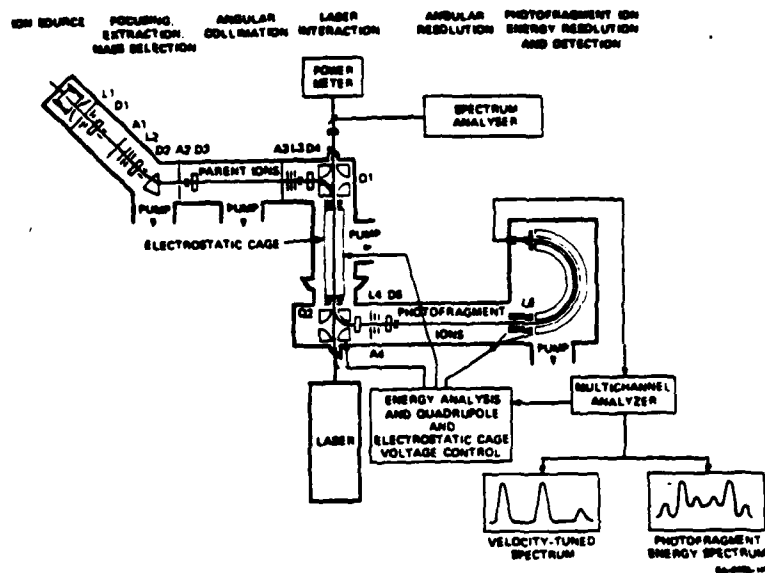 ION SOURCE
FOCUSING,
EXTRACTION,
MASS SELECTION
ANGULAR
COLLIMATION
LASER
INTERACTION
ANGULAR
RESOLUTION
PHOTOFRAGMENT ION
ENERGY RESOLUTION
AND DETECTION
POWER
METER
SPECTRUM
ANALYSER
L1
D1
A1
L2
D2 A2 D3
A3 L3 D4
Q1
PARENT IONS
PUMP
PUMP
PUMP
ELECTROSTATIC CAGE
Q2
L4 D5
PHOTOFRAGMENT
IONS
A4
PUMP
LASER
ENERGY ANALYSIS
AND QUADRUPOLE
AND
ELECTROSTATIC CAGE
VOLTAGE CONTROL
MULTICHANNEL
ANALYZER
VELOCITY-TUNED
SPECTRUM
PHOTOFRAGMENT
ENERGY SPECTRUM